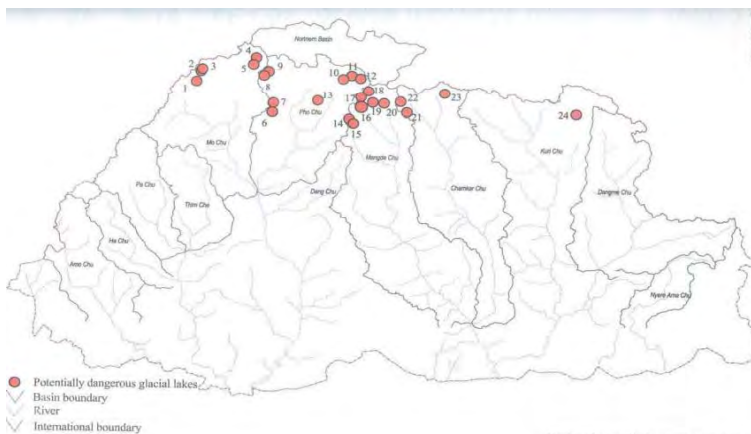 Northern Basin
4
2 3
5 9
8
1
10 11 12
13
7
6
17 18
19 20
22
21
16
14
15
23
24
Pho Chu
Mo Chu
Kuri Chu
Mangde Chu
Dang Chu
Chamkar Chu
Pa Chu
Thim Chu
Dangme Chu
Ha Chu
Amo Chu
Nyere Ama Chu
Potentially dangerous glacial lakes
Basin boundary
River
International boundary